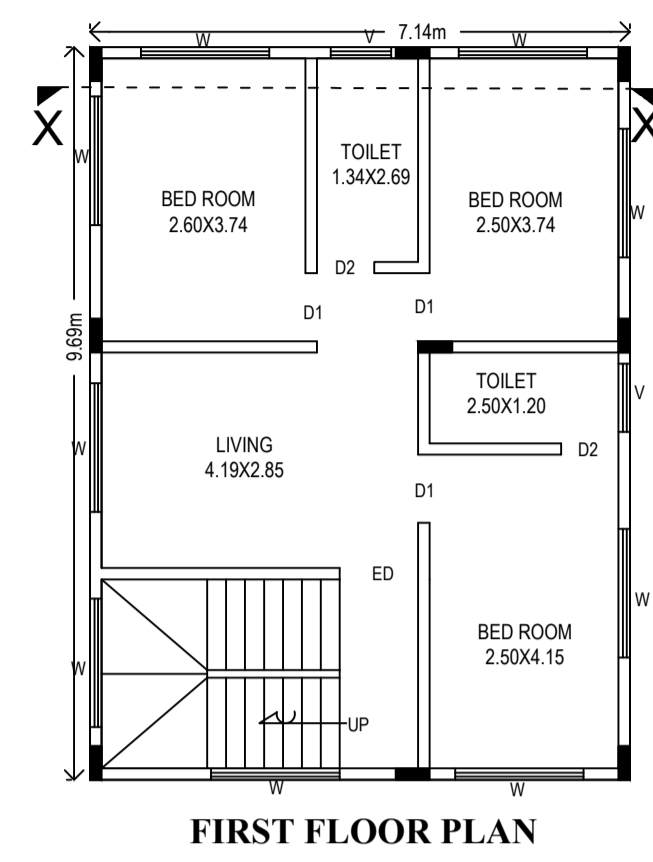 7.14m
W
V
W
X
X
W
TOILET
1.34X2.69
BED ROOM
2.60X3.74
BED ROOM
2.50X3.74
W
D2
D1
D1
9.69m
TOILET
2.50X1.20
V
LIVING
4.19X2.85
W
D2
D1
ED
W
BED ROOM
2.50X4.15
W
UP
W
W
FIRST FLOOR PLAN